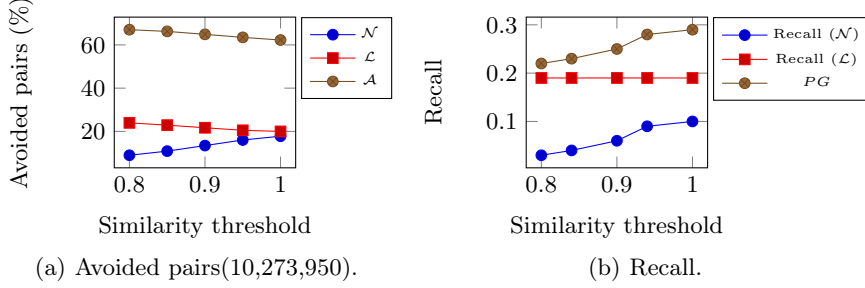 Avoided pairs (%)
60
40
20
0.8 0.9 1
Similarity threshold
𝒩
ℒ
𝒜
(a) Avoided pairs(10,273,950).
Recall
0.3
0.2
0.1
0.8 0.9 1
Similarity threshold
Recall (𝒩)
Recall (ℒ)
PG
(b) Recall.